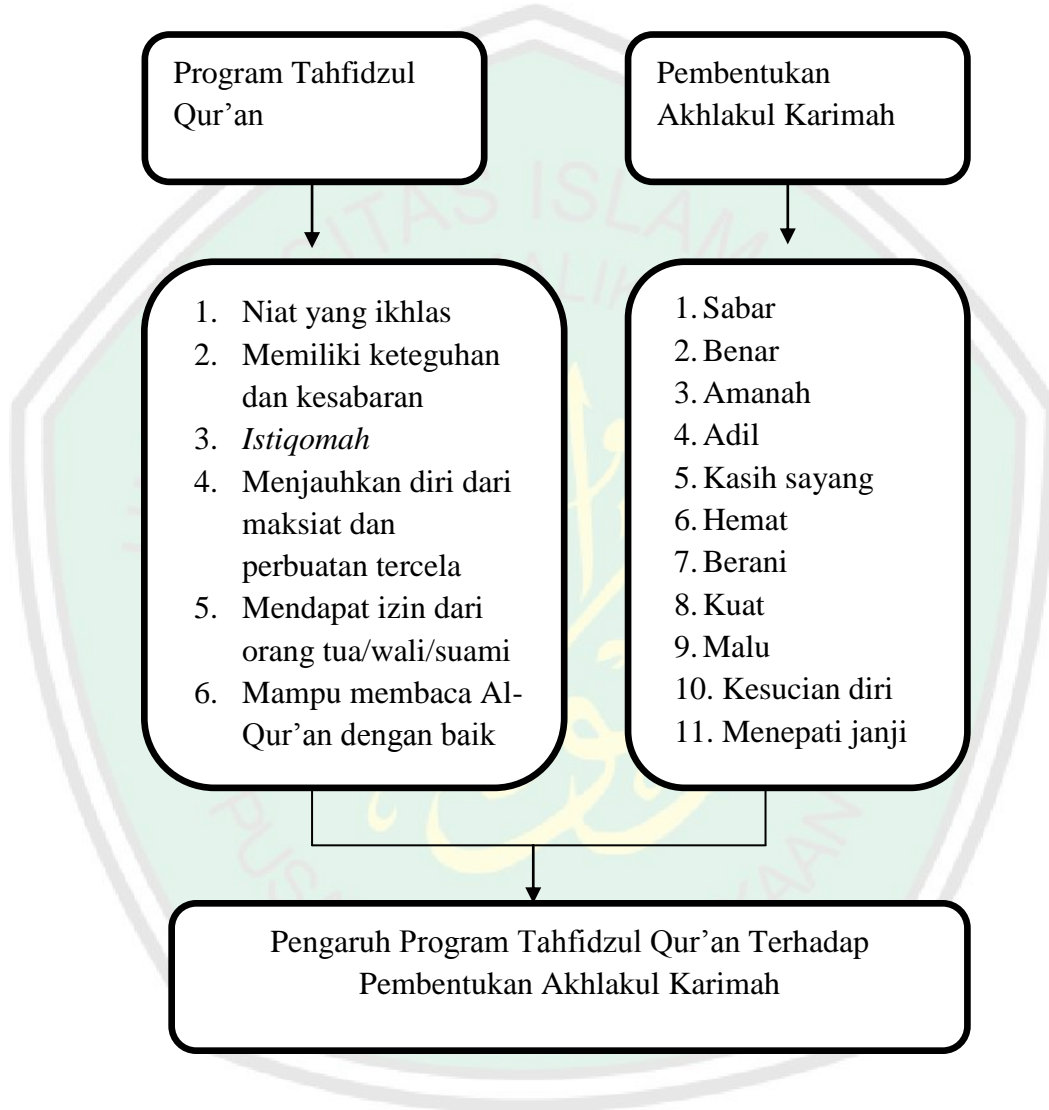 Program Tahfidzul
Qur’an
Pembentukan
Akhlakul Karimah
1. Niat yang ikhlas
2. Memiliki keteguhan
dan kesabaran
3. Istiqomah
4. Menjauhkan diri dari
maksiat dan
perbuatan tercela
5. Mendapat izin dari
orang tua/wali/suami
6. Mampu membaca Al-
Qur’an dengan baik
1. Sabar
2. Benar
3. Amanah
4. Adil
5. Kasih sayang
6. Hemat
7. Berani
8. Kuat
9. Malu
10. Kesucian diri
11. Menepati janji
Pengaruh Program Tahfidzul Qur’an Terhadap
Pembentukan Akhlakul Karimah